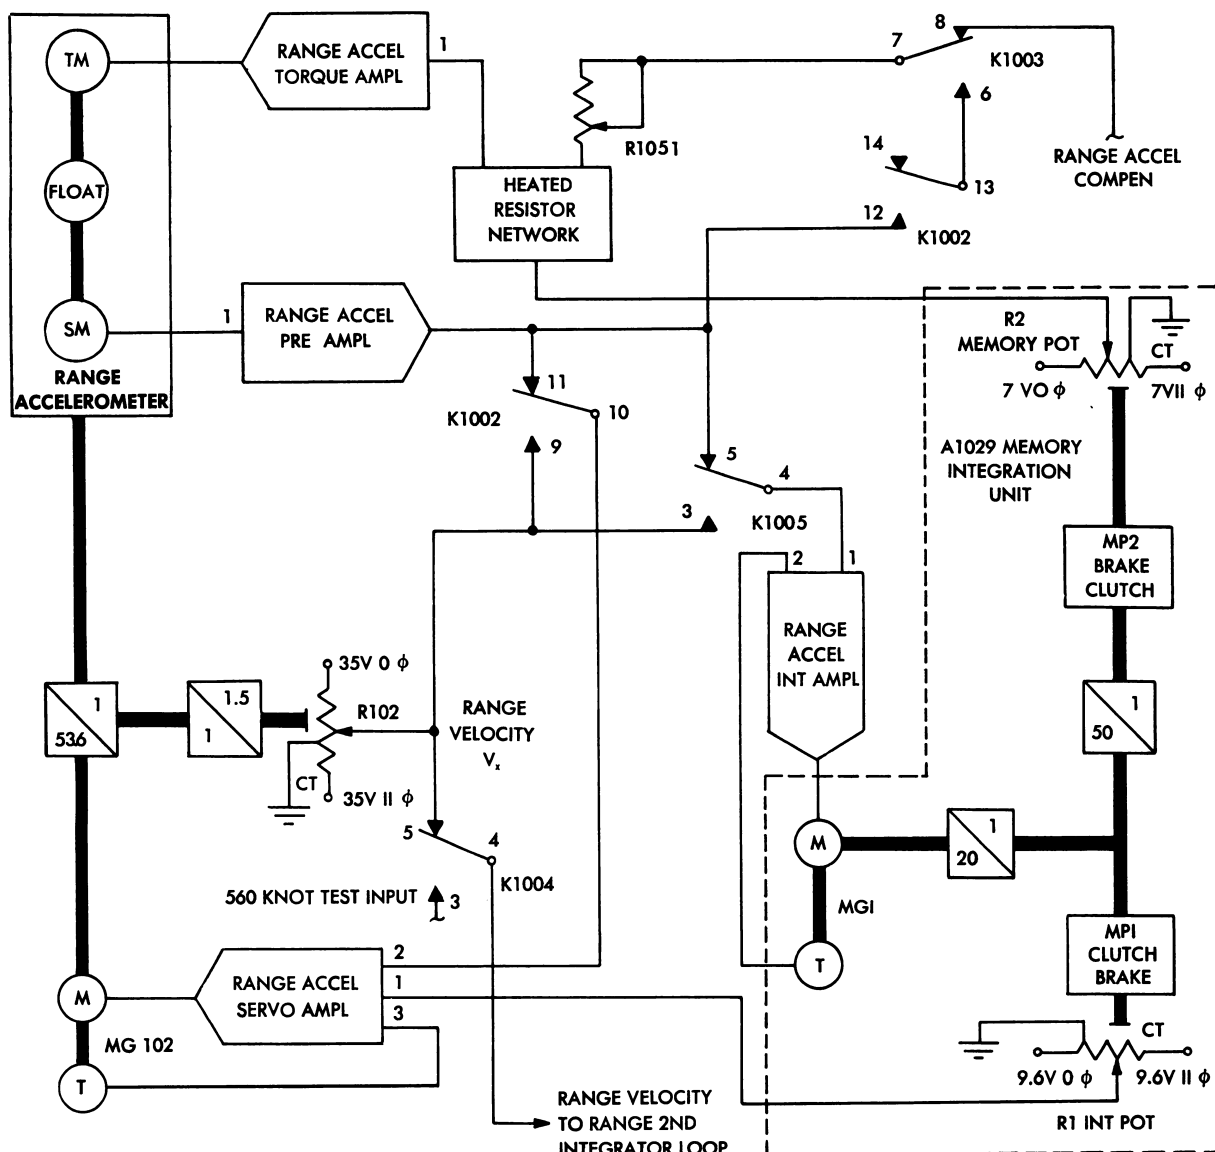 TM
RANGE ACCEL
TORQUE AMPL
1
8
7
K1003
6
R1051
14
RANGE ACCEL
COMPEN
FLOAT
HEATED
RESISTOR
NETWORK
13
12
K1002
SM
1
RANGE ACCEL
PRE AMPL
R2
MEMORY POT
CT
7 VO ϕ
7VII ϕ
RANGE
ACCELEROMETER
11
K1002
10
9
5
4
A1029 MEMORY
INTEGRATION
UNIT
3
K1005
2
1
MP2
BRAKE
CLUTCH
RANGE
ACCEL
INT AMPL
35V 0 ϕ
1
53.6
1.5
1
R102
RANGE
VELOCITY
Vx
1
50
CT
35V II ϕ
5
4
M
1
20
560 KNOT TEST INPUT
3
K1004
MGI
MP1
CLUTCH
BRAKE
T
2
RANGE ACCEL
SERVO AMPL
1
3
M
MG 102
CT
T
9.6V 0 ϕ
9.6V II ϕ
RANGE VELOCITY
TO RANGE 2ND
INTEGRATOR LOOP
R1 INT POT